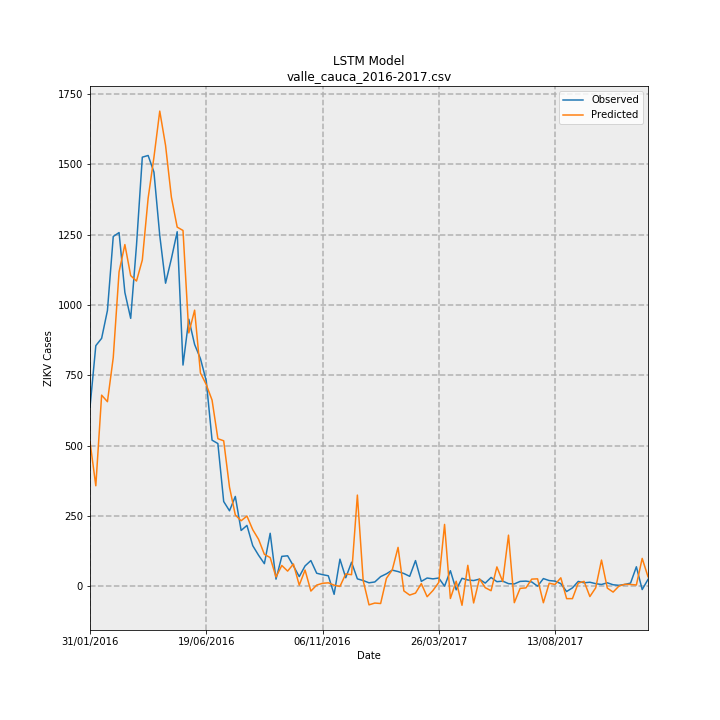 LSTM Model
valle_cauca_2016-2017.csv
Observed
Predicted
1750
1500
1250
1000
750
500
250
0
ZIKV Cases
31/01/2016
19/06/2016
06/11/2016
26/03/2017
13/08/2017
Date